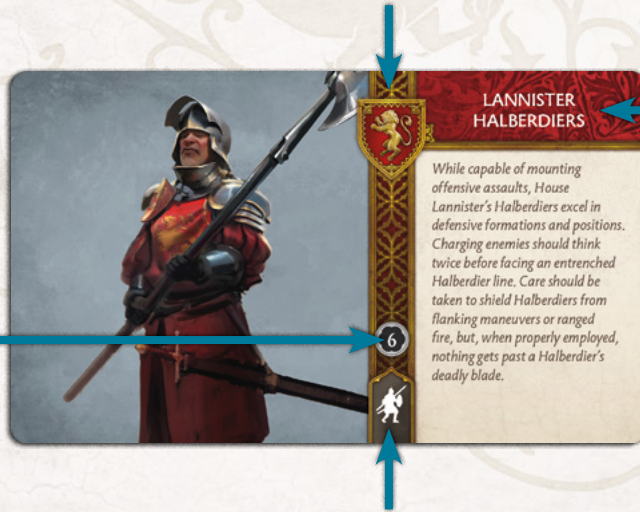 LANNISTER
HALBERDIERS
While capable of mounting
offensive assaults, House
Lannister's Halberdiers excel in
defensive formations and positions.
Charging enemies should think
twice before facing an entrenched
Halberdier line. Care should be
taken to shield Halberdiers from
flanking maneuvers or ranged
fire, but, when properly employed,
nothing gets past a Halberdier's
deadly blade.
6